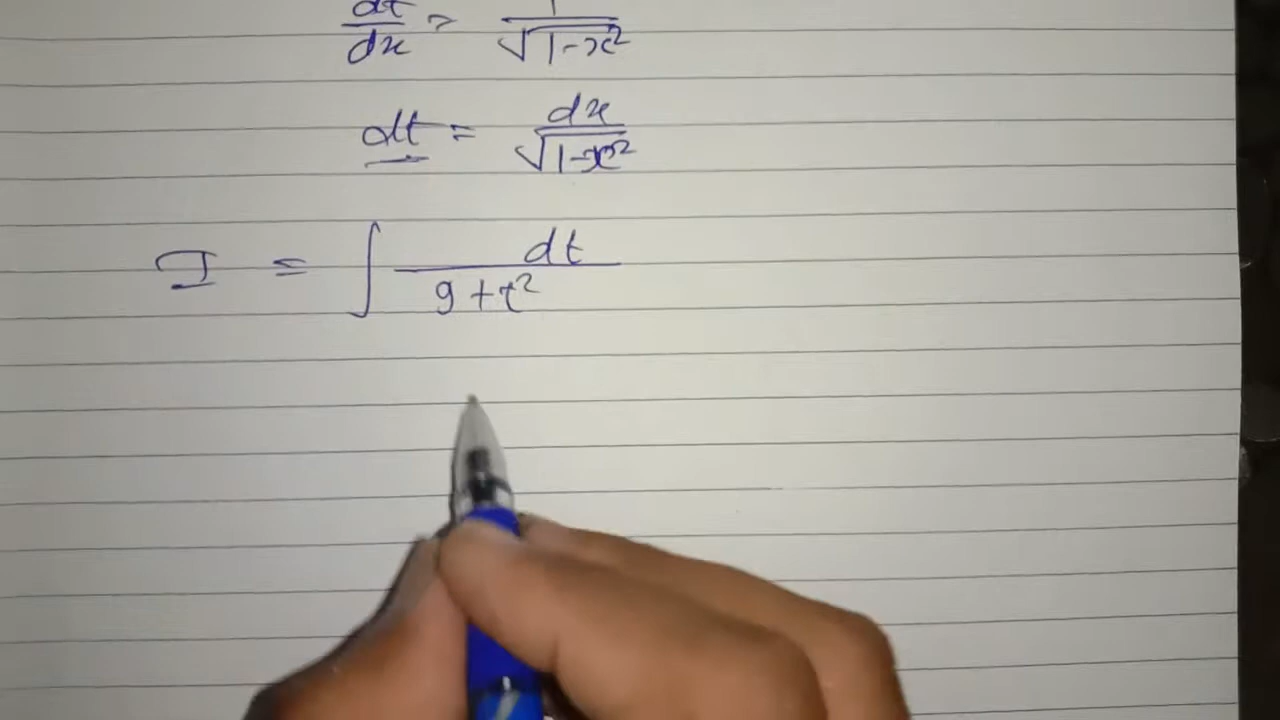 dt/dx = 1/√1-x²
dt = dx/√1-x²
I = ∫ dt/9+t²